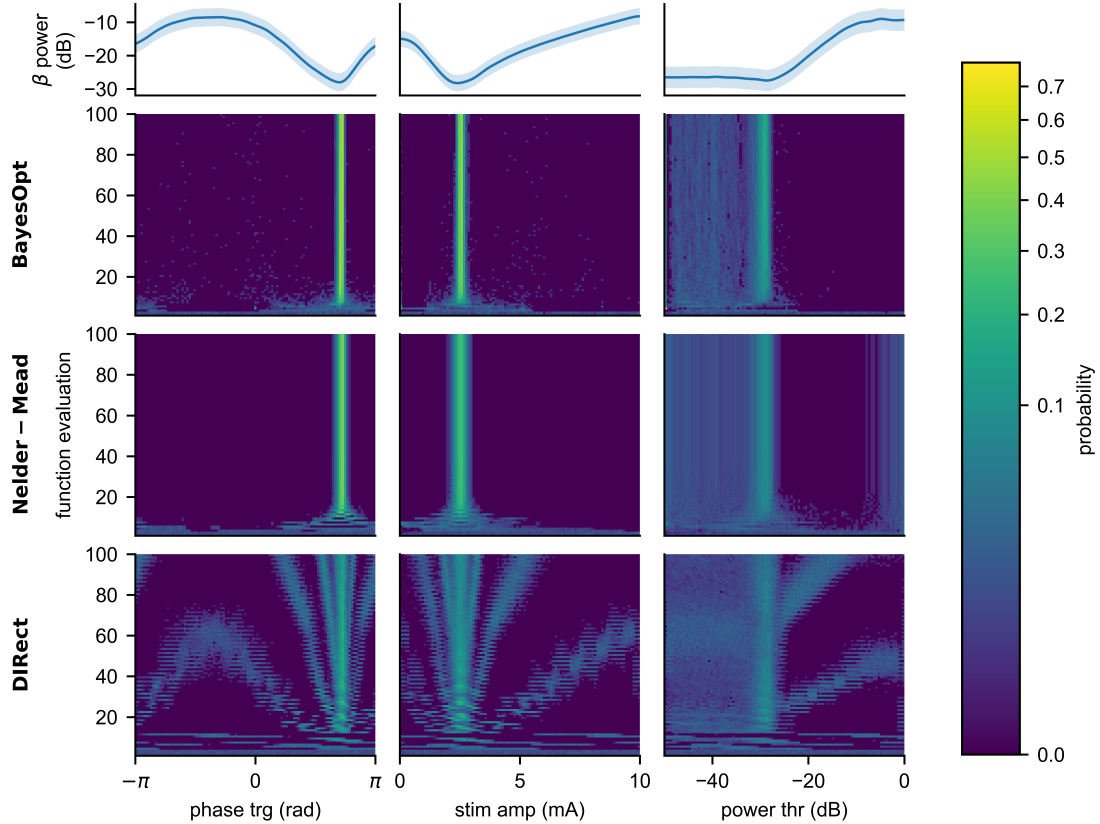 β power
(dB)
−10
−20
−30
BayesOpt
100
80
60
40
20
Nelder − Mead
function evaluation
100
80
60
40
20
DIRect
100
80
60
40
20
−π 0 π
phase trg (rad)
0 5 10
stim amp (mA)
−40 −20 0
power thr (dB)
0.7
0.6
0.5
0.4
0.3
0.2
0.1
0.0
probability